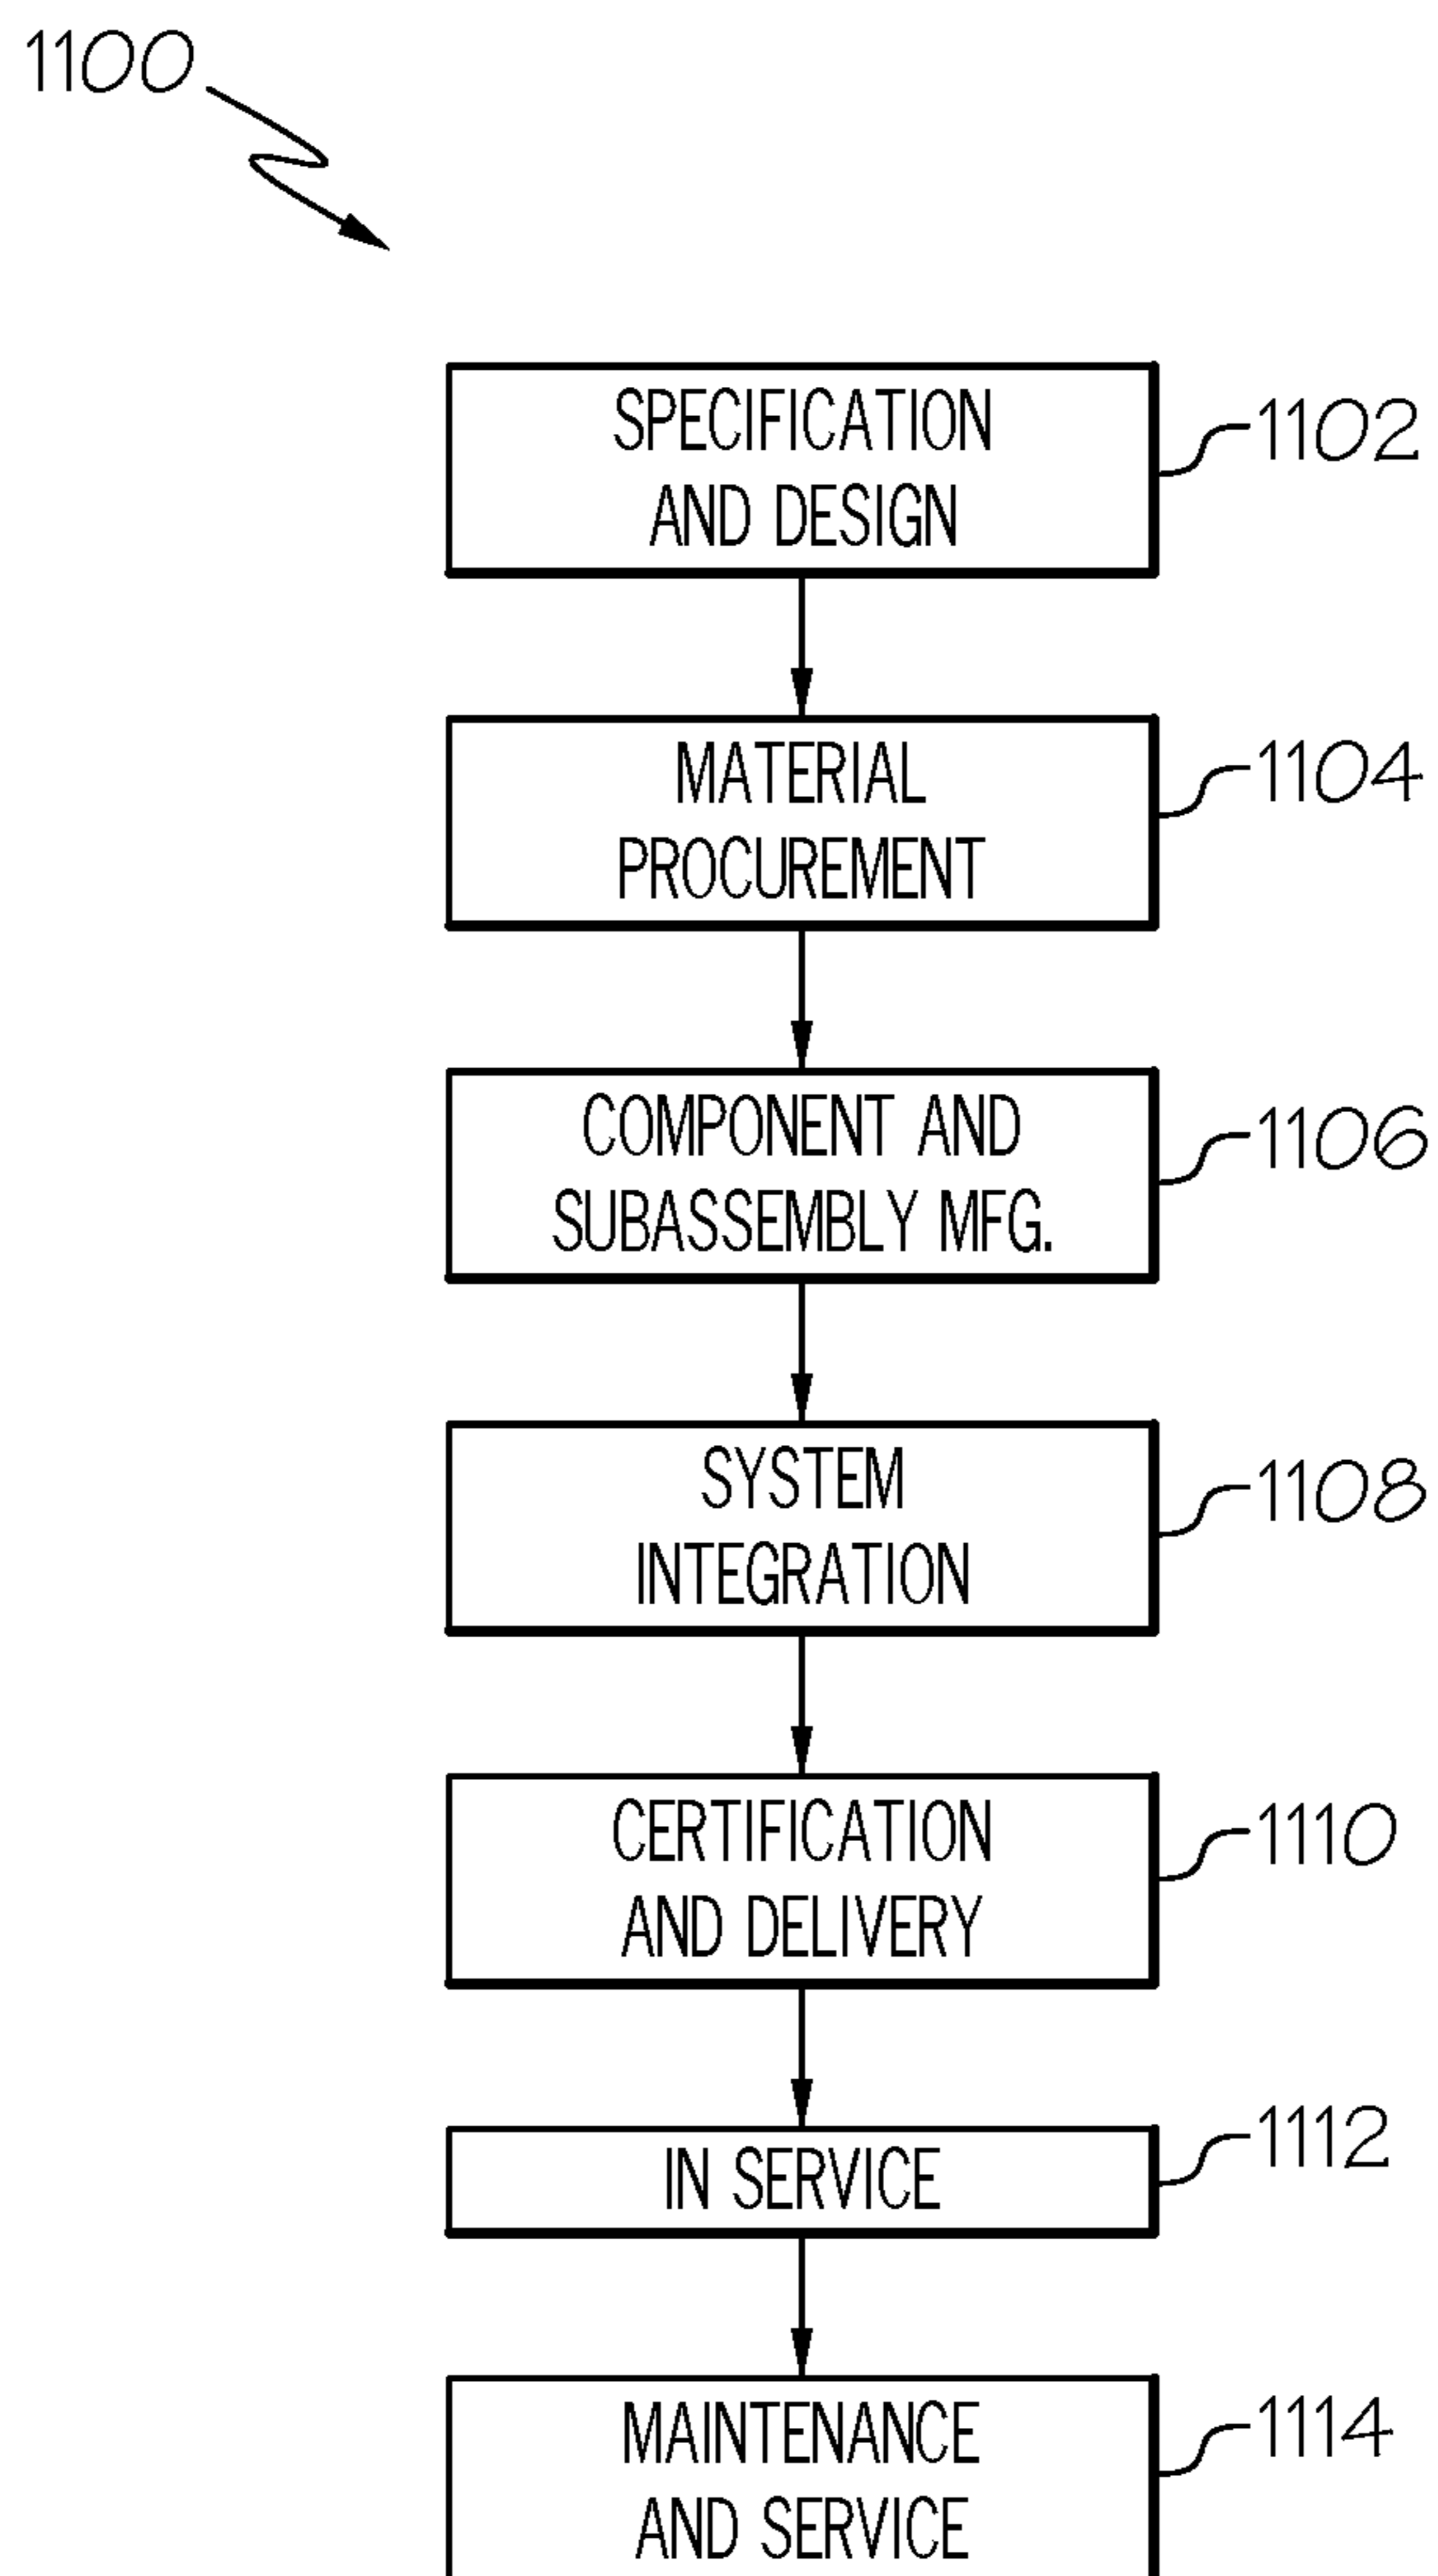 1100
SPECIFICATION
AND DESIGN
1102
MATERIAL
PROCUREMENT
1104
COMPONENT AND
SUBASSEMBLY MFG.
1106
SYSTEM
INTEGRATION
1108
CERTIFICATION
AND DELIVERY
1110
IN SERVICE
1112
MAINTENANCE
AND SERVICE
1114